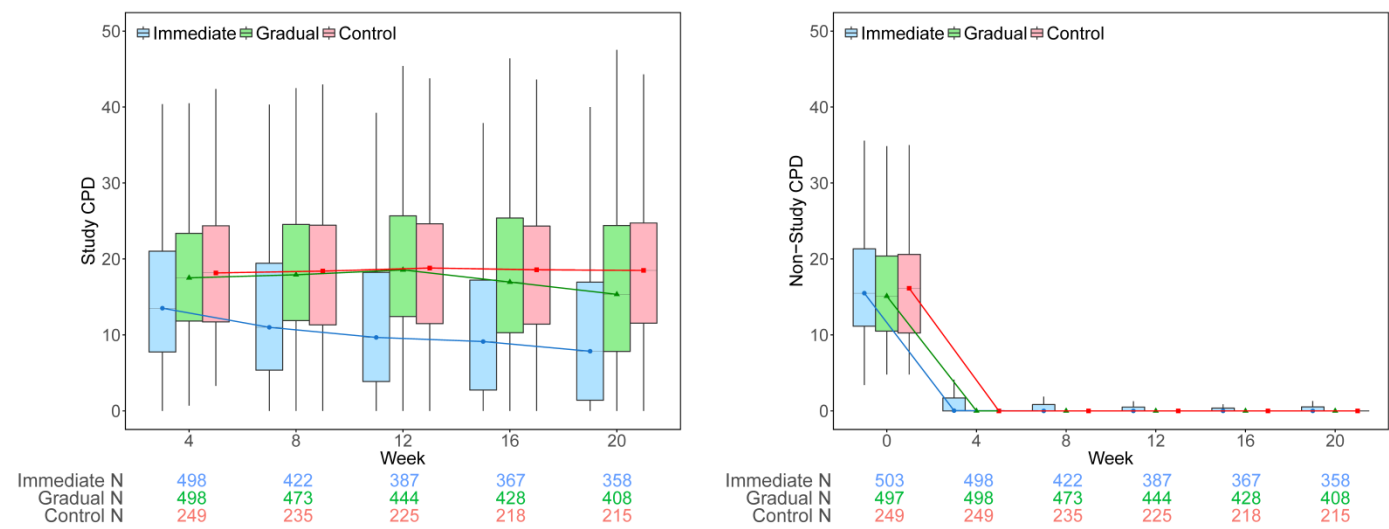 Immediate Gradual Control
50
40
30
20
10
0
Study CPD
4 8 12 16 20
Week
Immediate N 498 422 387 367 358
Gradual N 498 473 444 428 408
Control N 249 235 225 218 215
Immediate Gradual Control
50
40
30
20
10
0
Non-Study CPD
0 4 8 12 16 20
Week
503 498 422 387 367 358
497 498 473 444 428 408
249 249 235 225 218 215